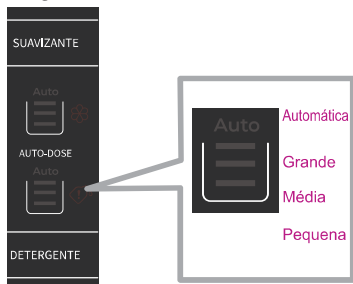 SUAVIZANTE
Auto
AUTO-DOSE
Auto
DETERGENTE
Auto
Automática
Grande
Média
Pequena